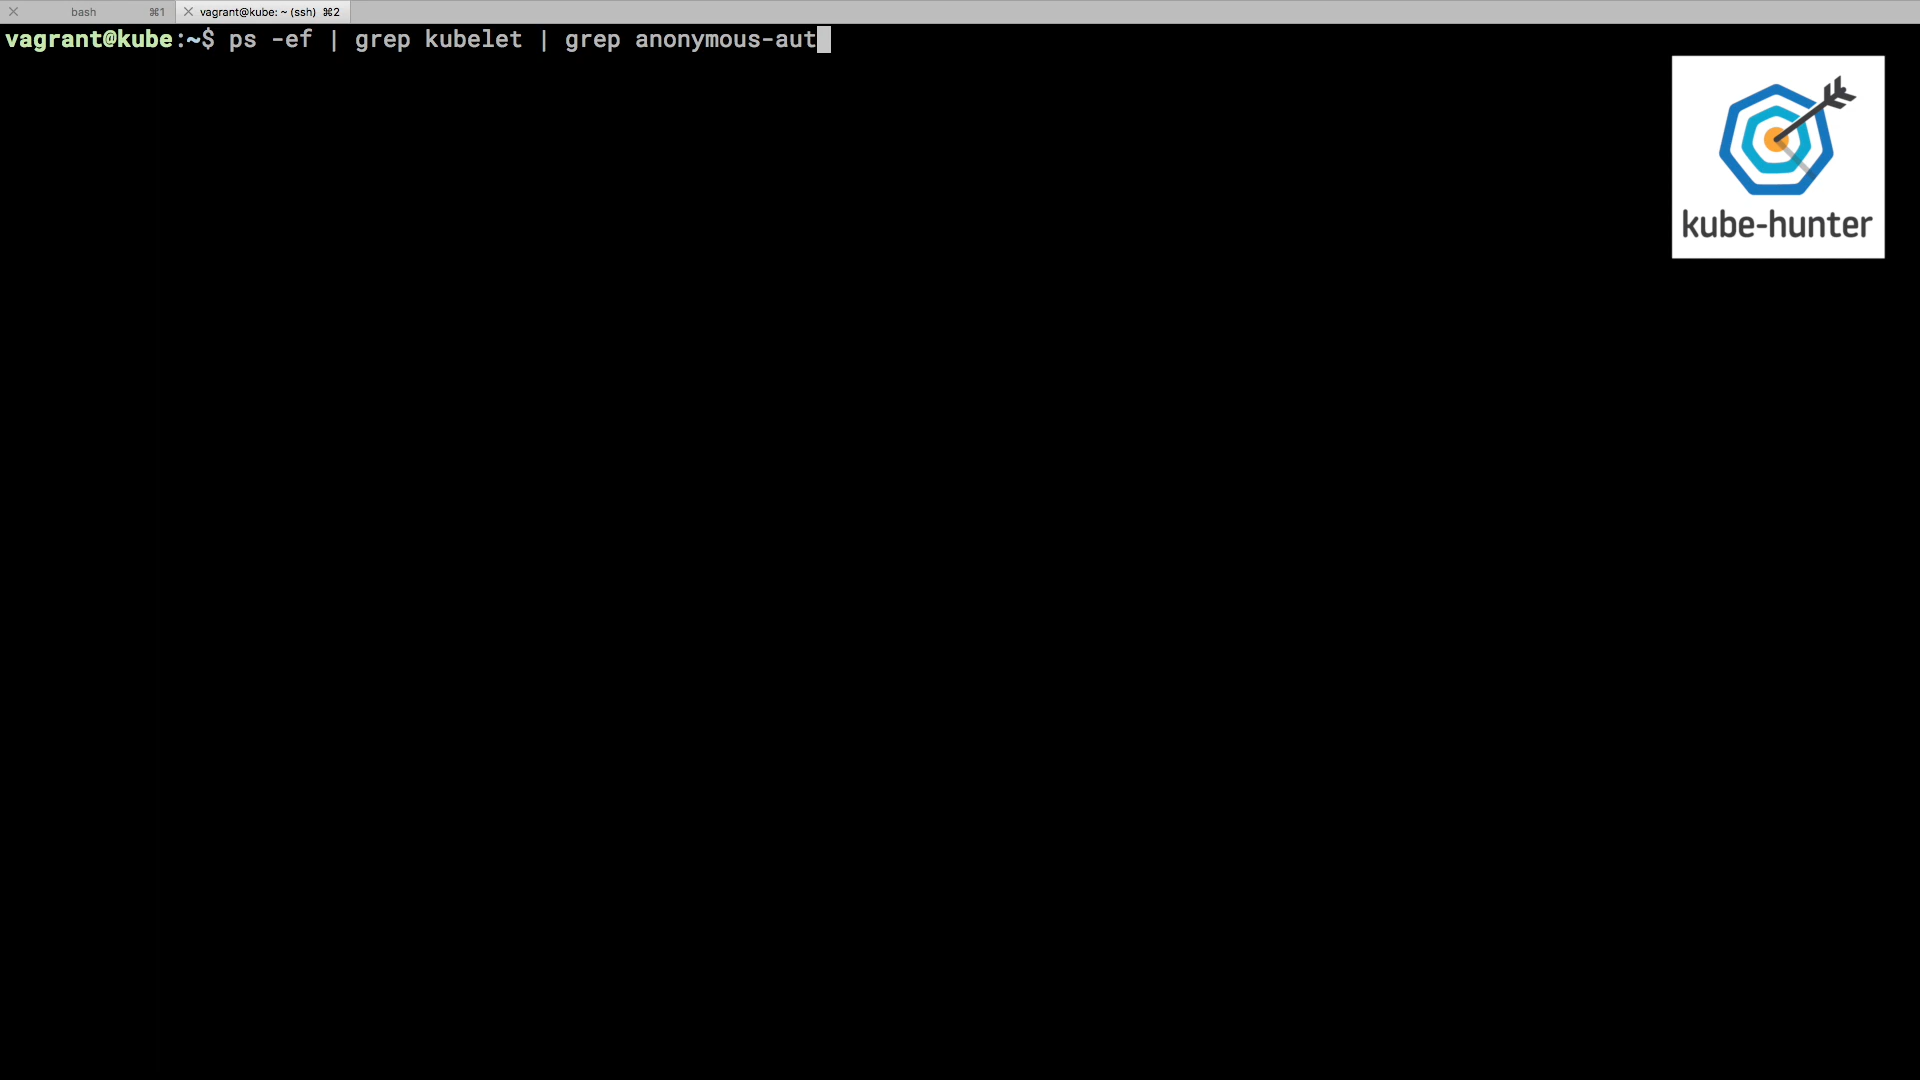 bash ⌘1 vagrant@kube: ~ (ssh) ⌘2
vagrant@kube:~$ ps -ef | grep kubelet | grep anonymous-aut
kube-hunter